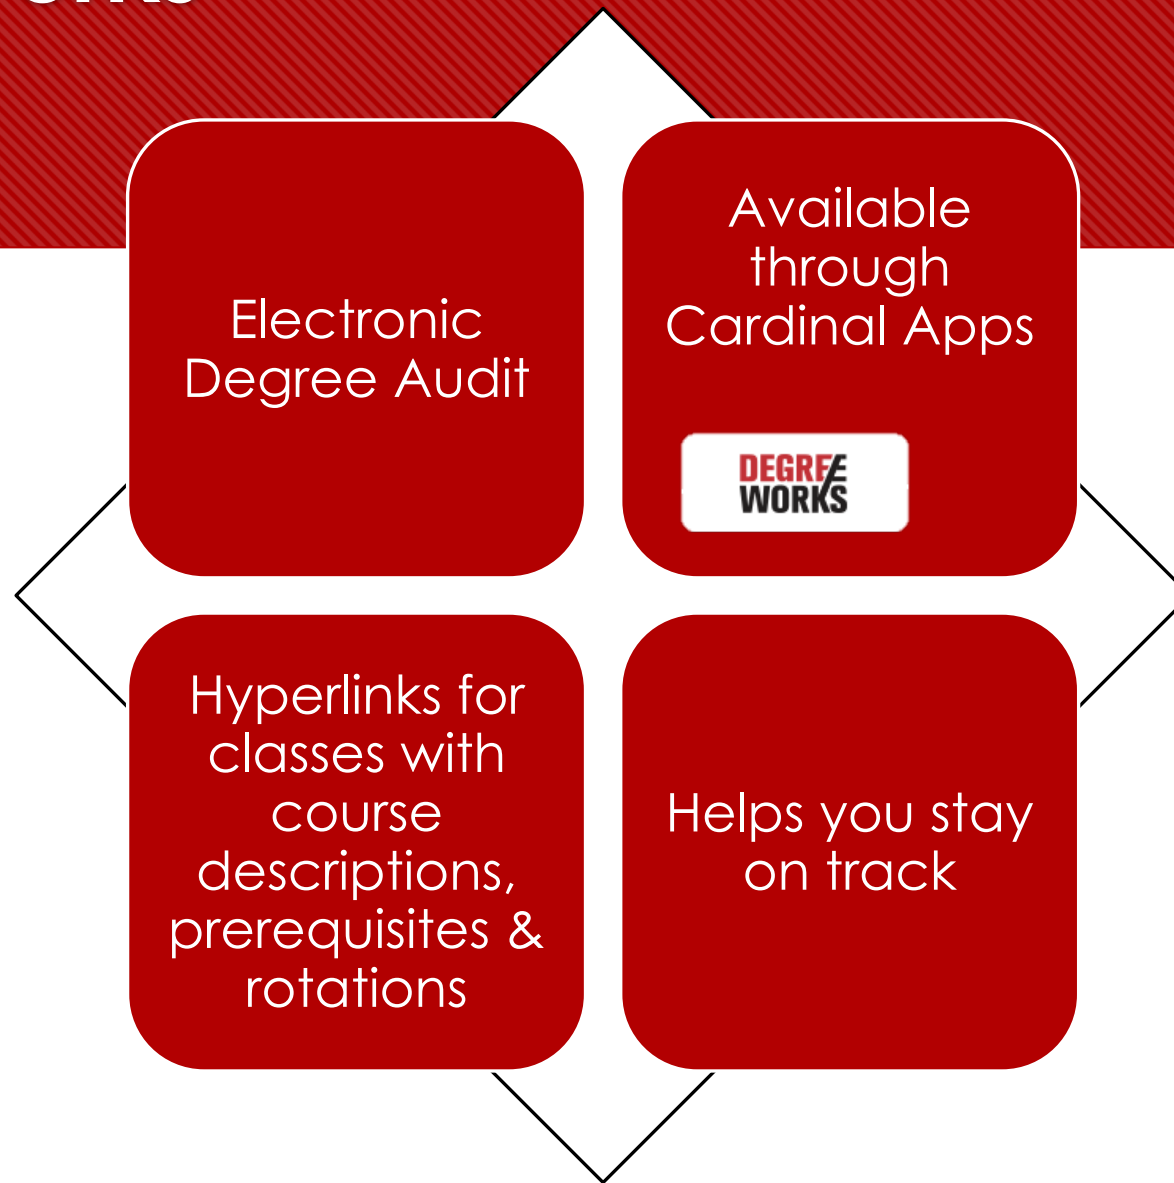 Electronic
Degree Audit
Available
through
Cardinal Apps
DEGREE
WORKS
Hyperlinks for
classes with
course
descriptions,
prerequisites &
rotations
Helps you stay
on track